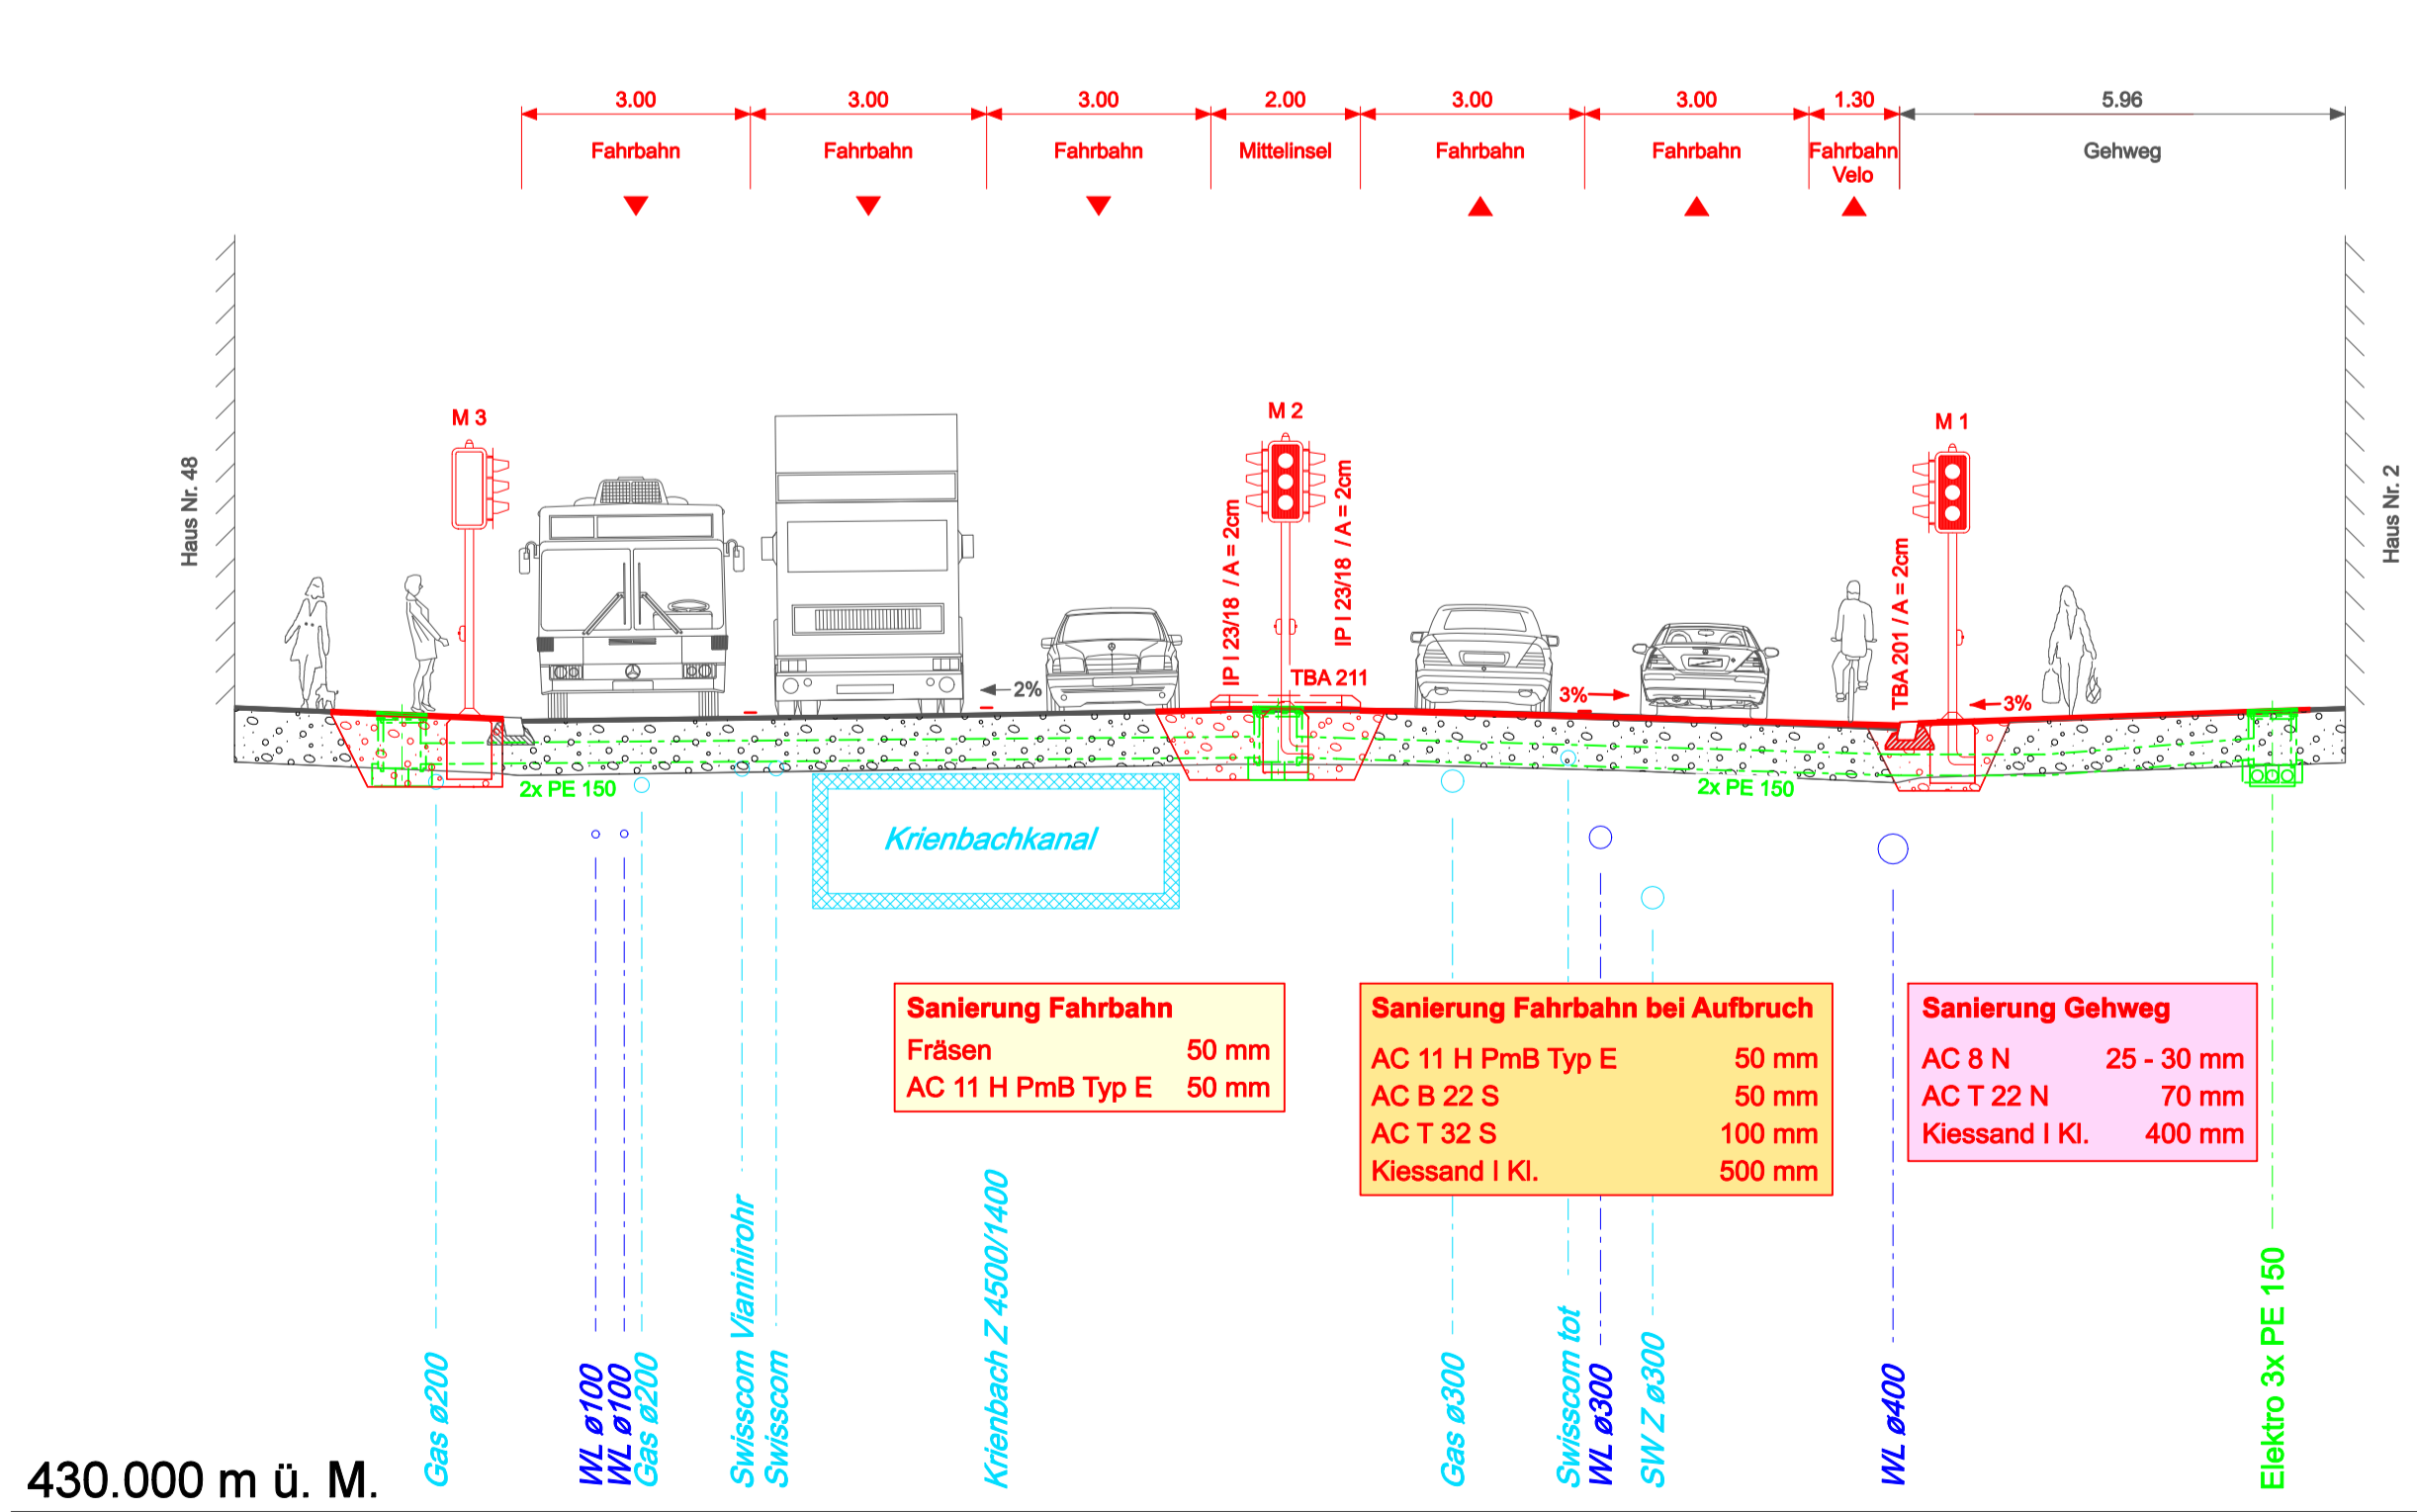 3.00 3.00 3.00 2.00 3.00 3.00 1.30 5.96
Fahrbahn Fahrbahn Fahrbahn Mittelinsel Fahrbahn Fahrbahn Fahrbahn Gehweg
Velo
M 3
M 2
M 1
Haus Nr. 48
Haus Nr. 2
IP I 23/18 / A = 2cm
IP I 23/18 / A = 2cm
TBA 201 / A = 2cm
TBA 211
2%
3%
3%
2x PE 150
2x PE 150
Krienbachkanal
Sanierung Fahrbahn
Fräsen 50 mm
AC 11 H PmB Typ E 50 mm
Sanierung Fahrbahn bei Aufbruch
AC 11 H PmB Typ E 50 mm
AC B 22 S 50 mm
AC T 32 S 100 mm
Kiessand I Kl. 500 mm
Sanierung Gehweg
AC 8 N 25 - 30 mm
AC T 22 N 70 mm
Kiessand I Kl. 400 mm
Gas ø200
WL ø100
WL ø100
Gas ø200
Swisscom Vianinirohr
Swisscom
Krienbach Z 4500/1400
Gas ø300
Swisscom tot
WL ø300
SW Z ø300
WL ø400
Elektro 3x PE 150
430.000 m ü. M.